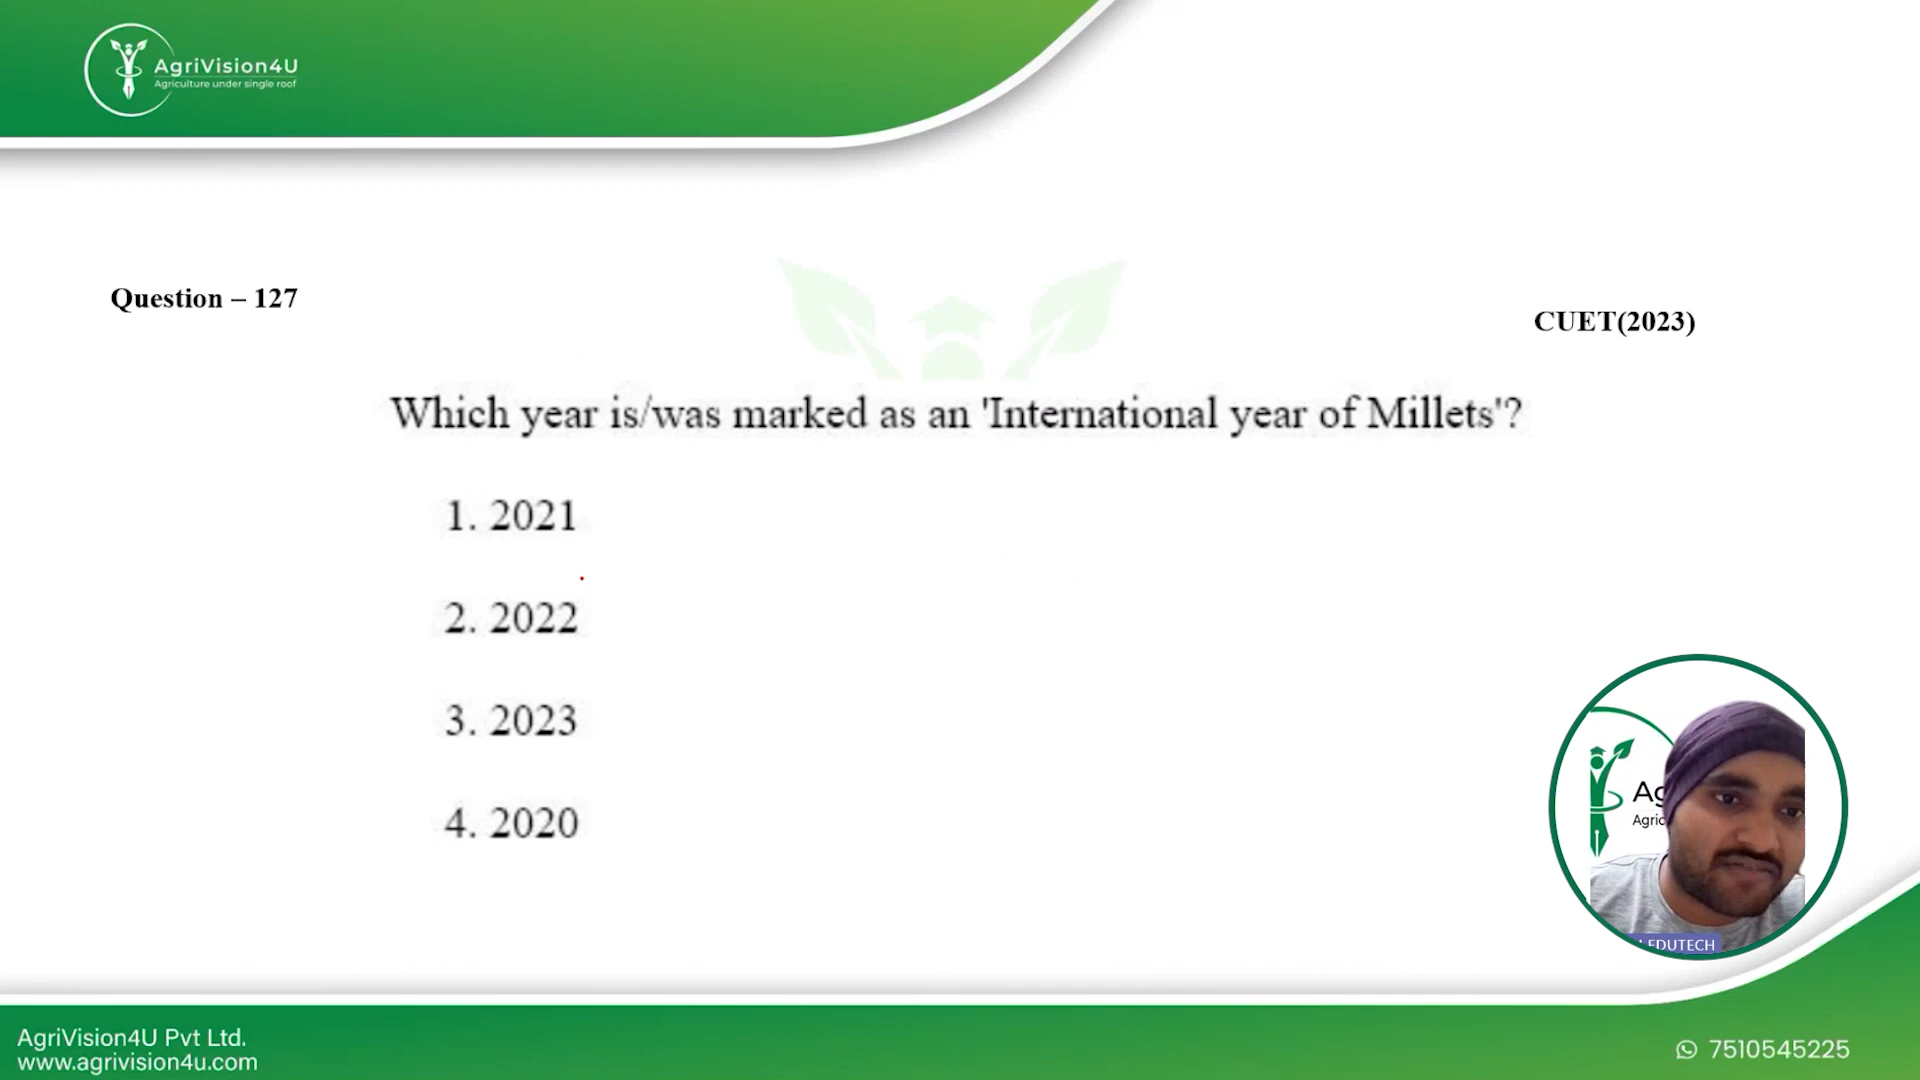 AgriVision4U
Agriculture under single roof
Question – 127
CUET(2023)
Which year is/was marked as an 'International year of Millets'?
1. 2021
2. 2022
3. 2023
4. 2020
EDUTECH
AgriVision4U Pvt Ltd.
www.agrivision4u.com
7510545225